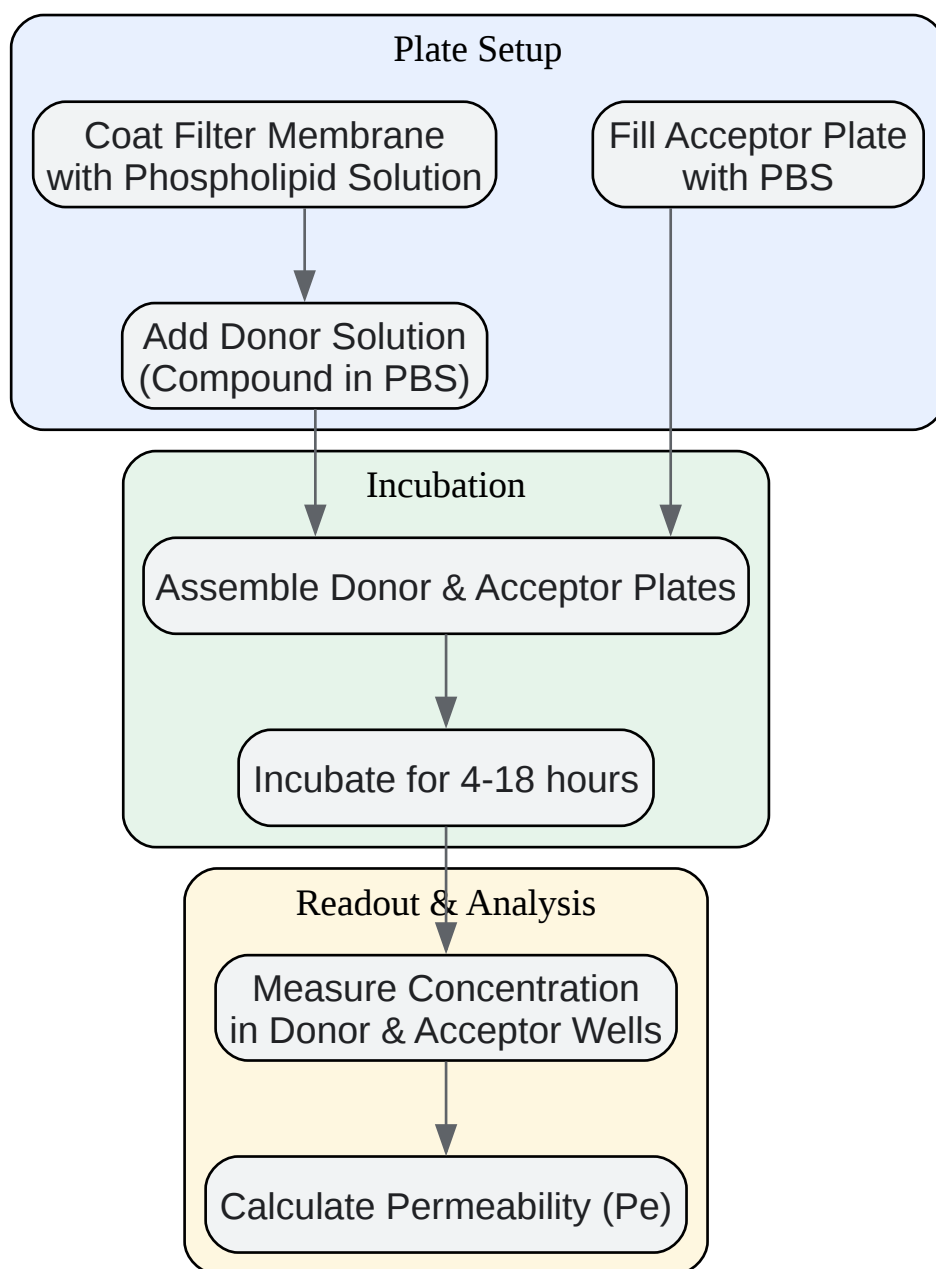 Plate Setup
Coat Filter Membrane
with Phospholipid Solution
Fill Acceptor Plate
with PBS
Add Donor Solution
(Compound in PBS)
Incubation
Assemble Donor & Acceptor Plates
Incubate for 4-18 hours
Readout & Analysis
Measure Concentration
in Donor & Acceptor Wells
Calculate Permeability (Pe)